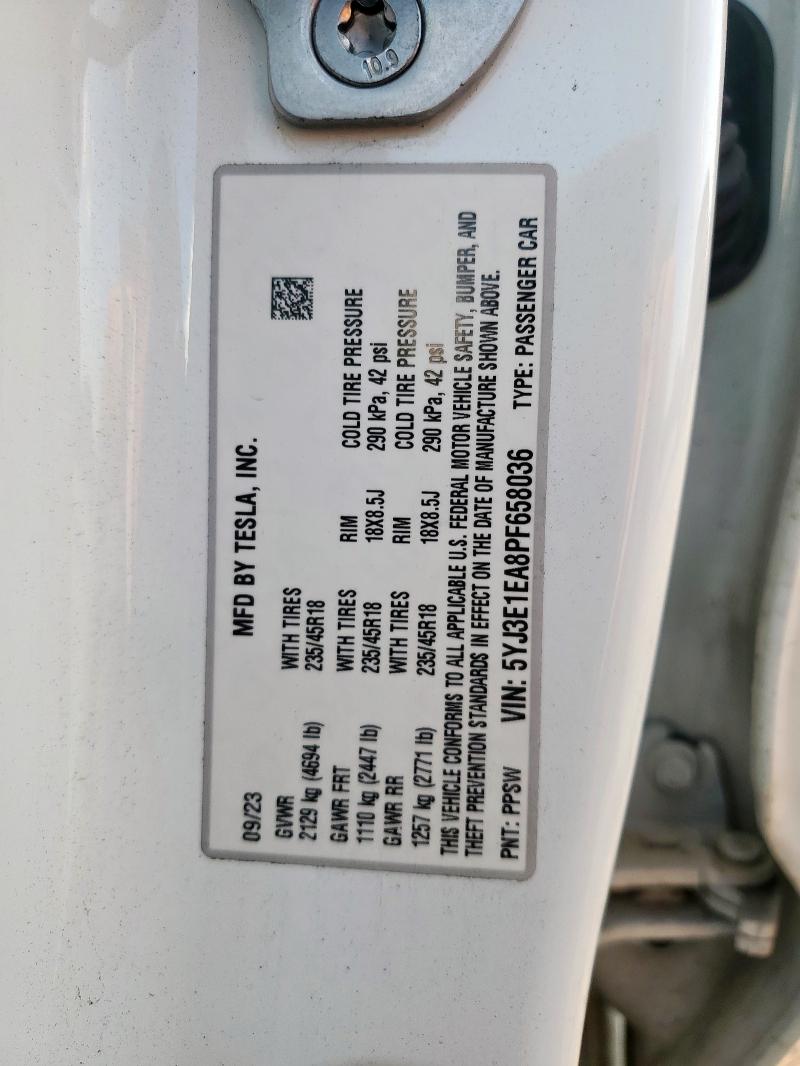 10.9
09/23 MFD BY TESLA, INC.
GVWR WITH TIRES
2129 kg (4694 lb) 235/45R18
GAWR FRT WITH TIRES RIM COLD TIRE PRESSURE
1110 kg (2447 lb) 235/45R18 18X8.5J 290 kPa, 42 psi
GAWR RR WITH TIRES RIM COLD TIRE PRESSURE
1257 kg (2771 lb) 235/45R18 18X8.5J 290 kPa, 42 psi
THIS VEHICLE CONFORMS TO ALL APPLICABLE U.S. FEDERAL MOTOR VEHICLE SAFETY, BUMPER, AND
THEFT PREVENTION STANDARDS IN EFFECT ON THE DATE OF MANUFACTURE SHOWN ABOVE.
PNT: PPSW VIN: 5YJ3E1EA8PF658036 TYPE: PASSENGER CAR